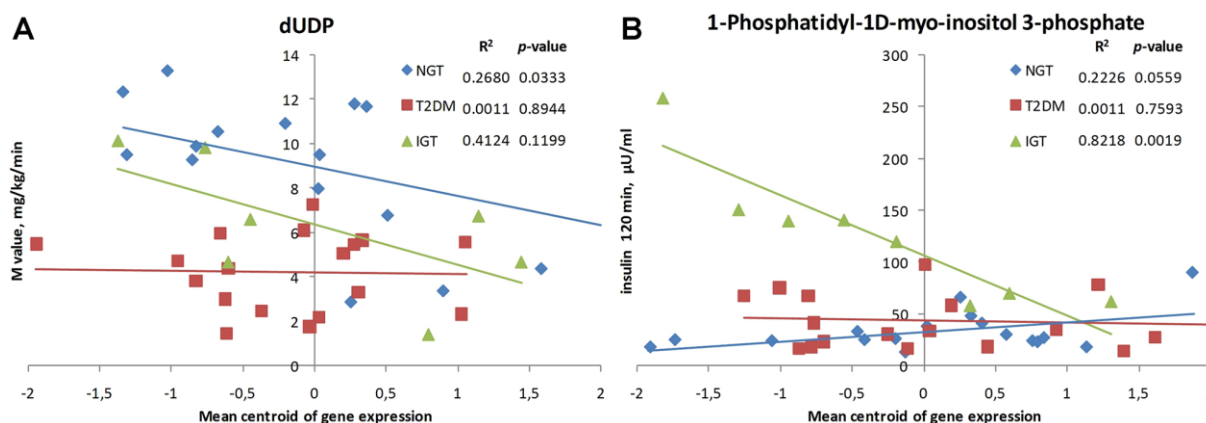 A
dUDP
R² p-value
NGT 0.2680 0.0333
T2DM 0.0011 0.8944
IGT 0.4124 0.1199
M value, mg/kg/min
14
12
10
8
6
4
2
0
-2 -1,5 -1 -0,5 0 0,5 1 1,5 2
Mean centroid of gene expression
B
1-Phosphatidyl-1D-myo-inositol 3-phosphate
R² p-value
NGT 0.2226 0.0559
T2DM 0.0011 0.7593
IGT 0.8218 0.0019
insulin 120 min, µU/ml
300
250
200
150
100
50
0
-2 -1,5 -1 -0,5 0 0,5 1 1,5
Mean centroid of gene expression